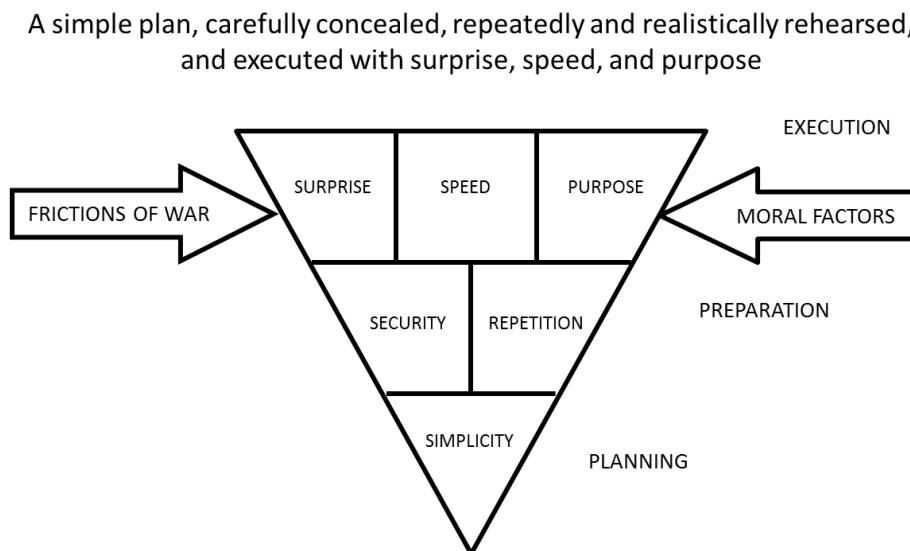 A simple plan, carefully concealed, repeatedly and realistically rehearsed,
and executed with surprise, speed, and purpose
EXECUTION
SURPRISE
SPEED
PURPOSE
FRICTIONS OF WAR
MORAL FACTORS
PREPARATION
SECURITY
REPETITION
SIMPLICITY
PLANNING